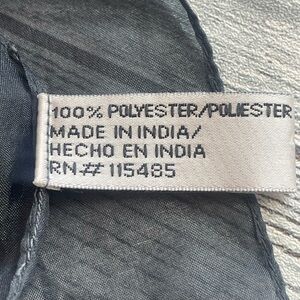 100% POLYESTER/POLIESTER
MADE IN INDIA/
HECHO EN INDIA
RN# 115485